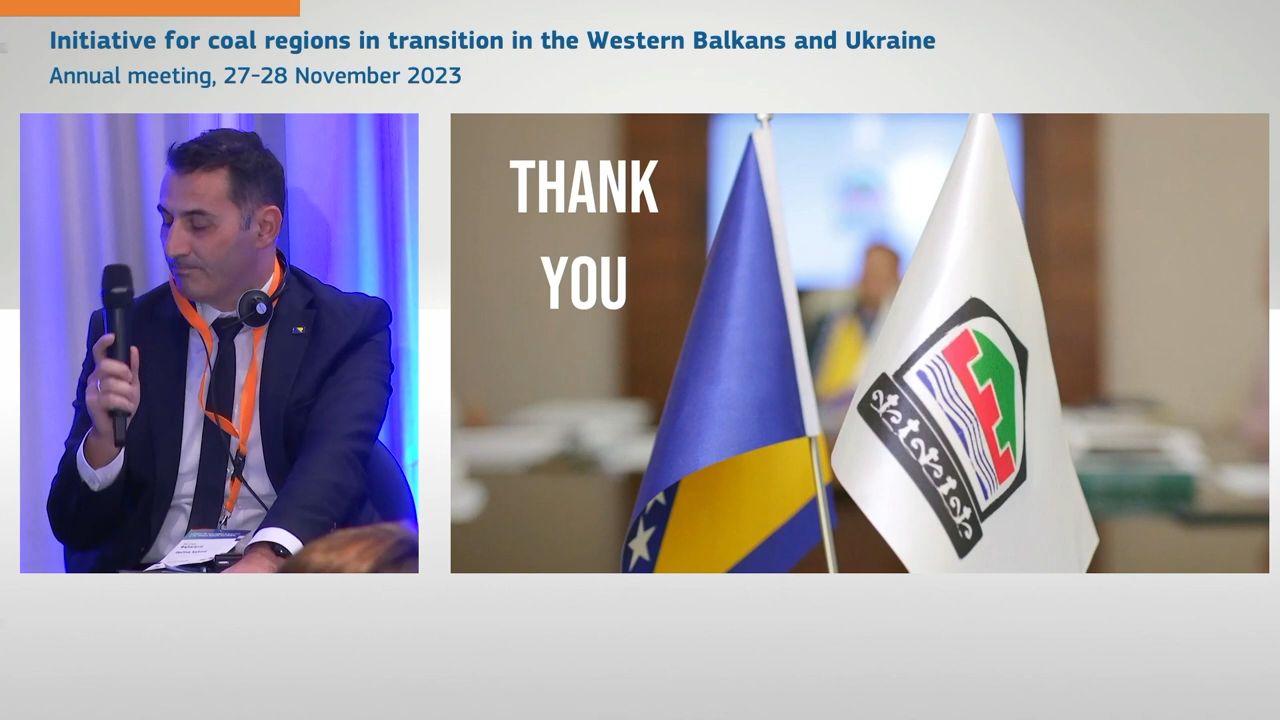 Initiative for coal regions in transition in the Western Balkans and Ukraine
Annual meeting, 27-28 November 2023
THANK
YOU